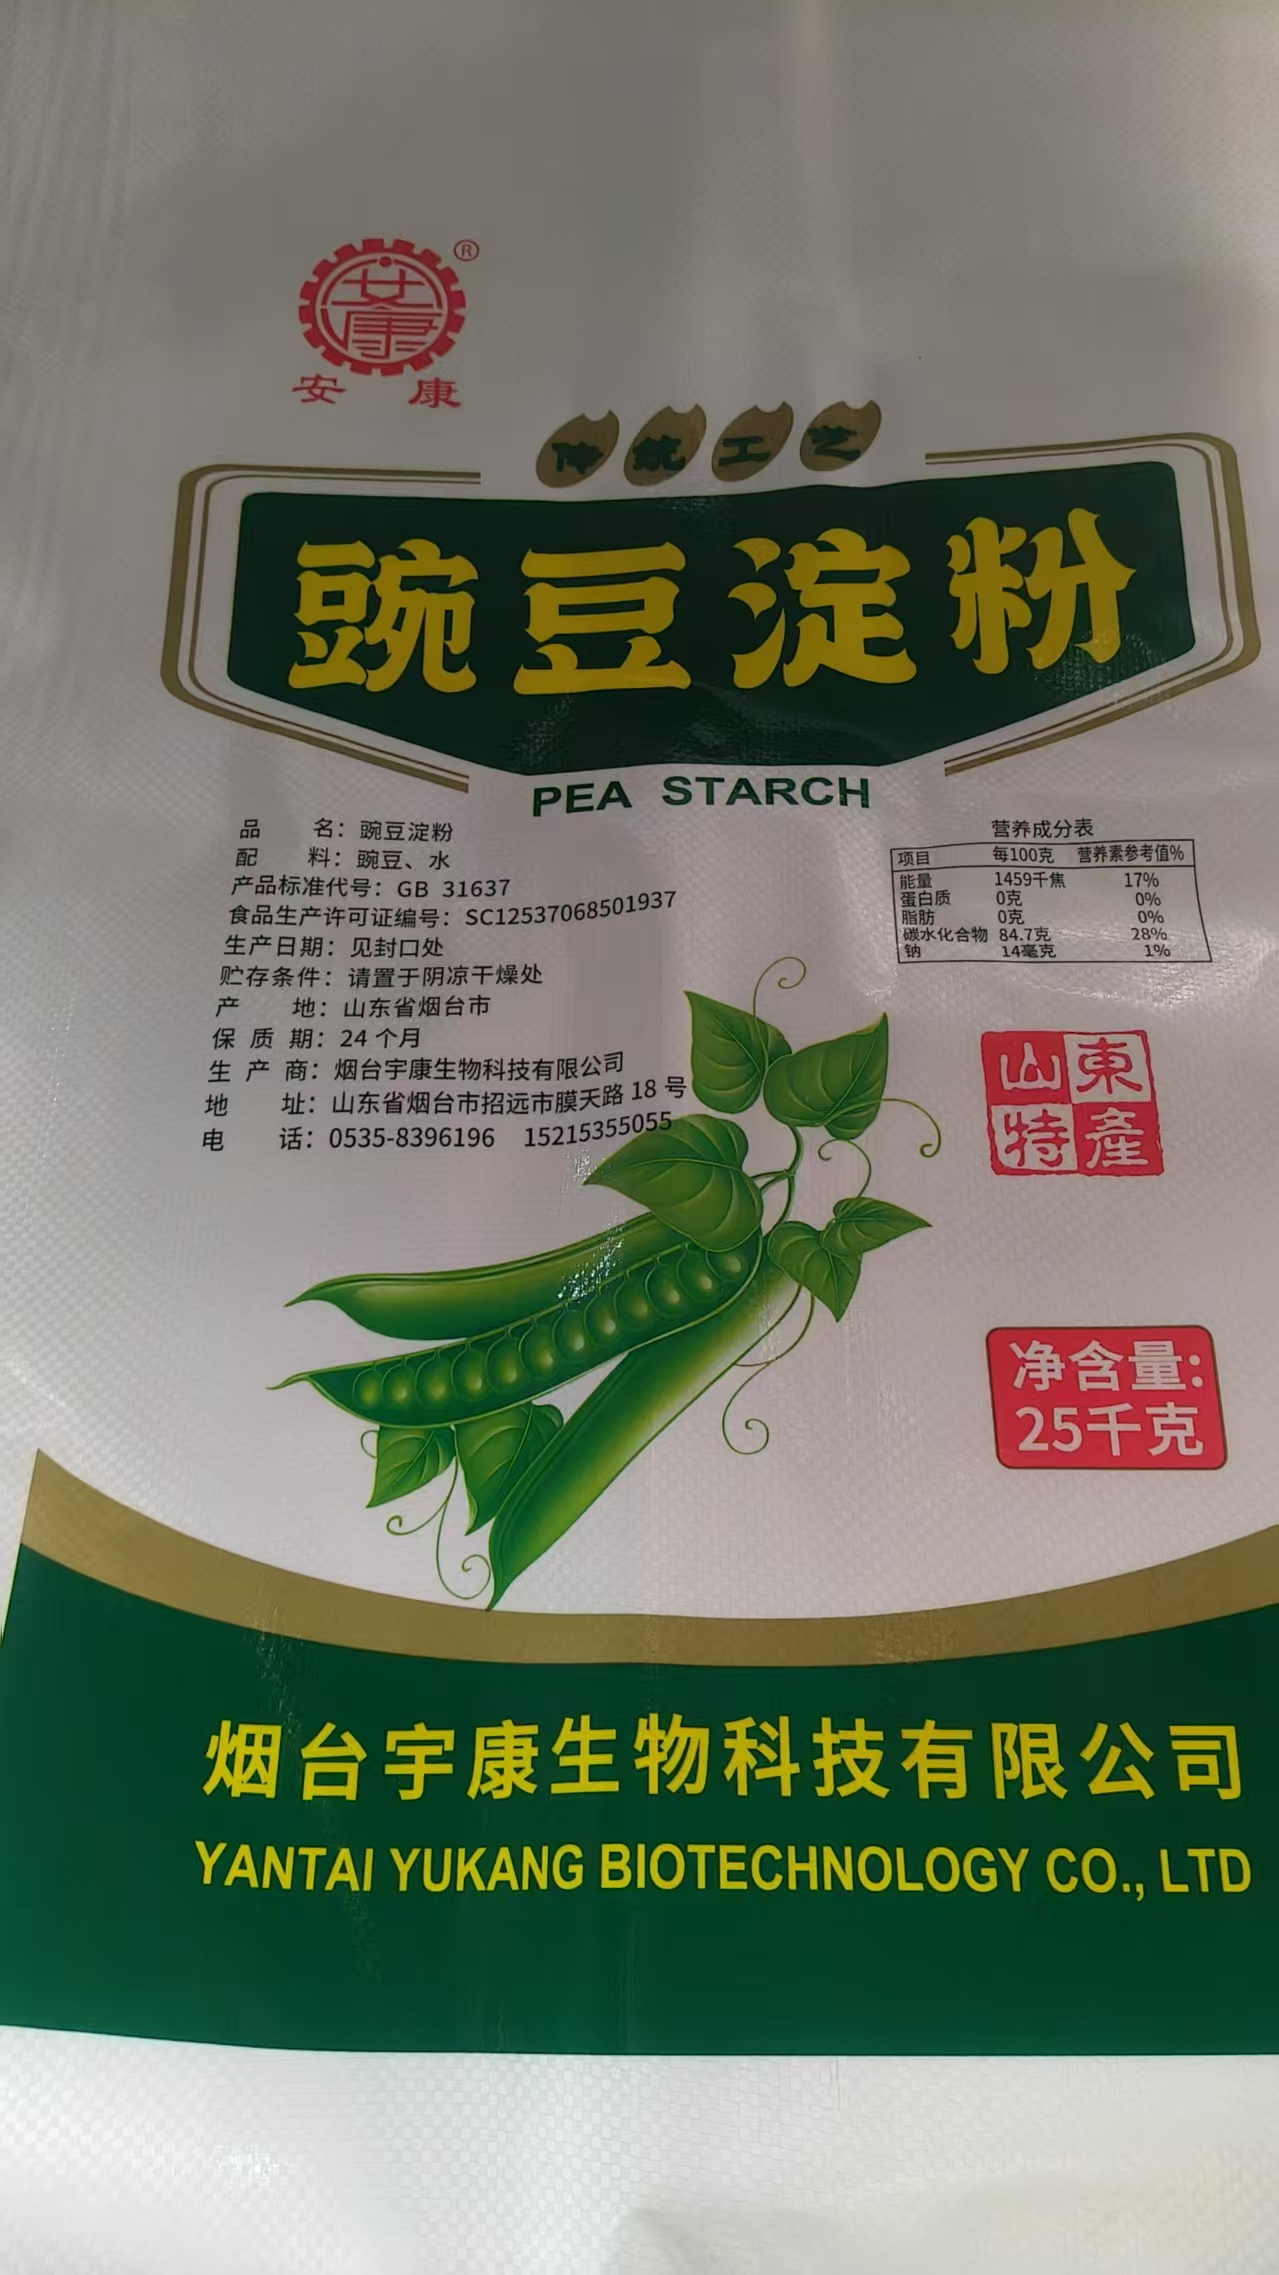 ®
安康
安康
传统工艺
豌豆淀粉
PEA STARCH
品 名：豌豆淀粉
配 料：豌豆、水
产品标准代号：GB 31637
食品生产许可证编号：SC12537068501937
生产日期：见封口处
贮存条件：请置于阴凉干燥处
产 地：山东省烟台市
保 质 期：24 个月
生 产 商：烟台宇康生物科技有限公司
地 址：山东省烟台市招远市膜天路 18 号
电 话：0535-8396196 15215355055
营养成分表
项目 每100克 营养素参考值%
能量 1459千焦 17%
蛋白质 0克 0%
脂肪 0克 0%
碳水化合物 84.7克 28%
钠 14毫克 1%
山東
特產
净含量:
25千克
烟台宇康生物科技有限公司
YANTAI YUKANG BIOTECHNOLOGY CO., LTD